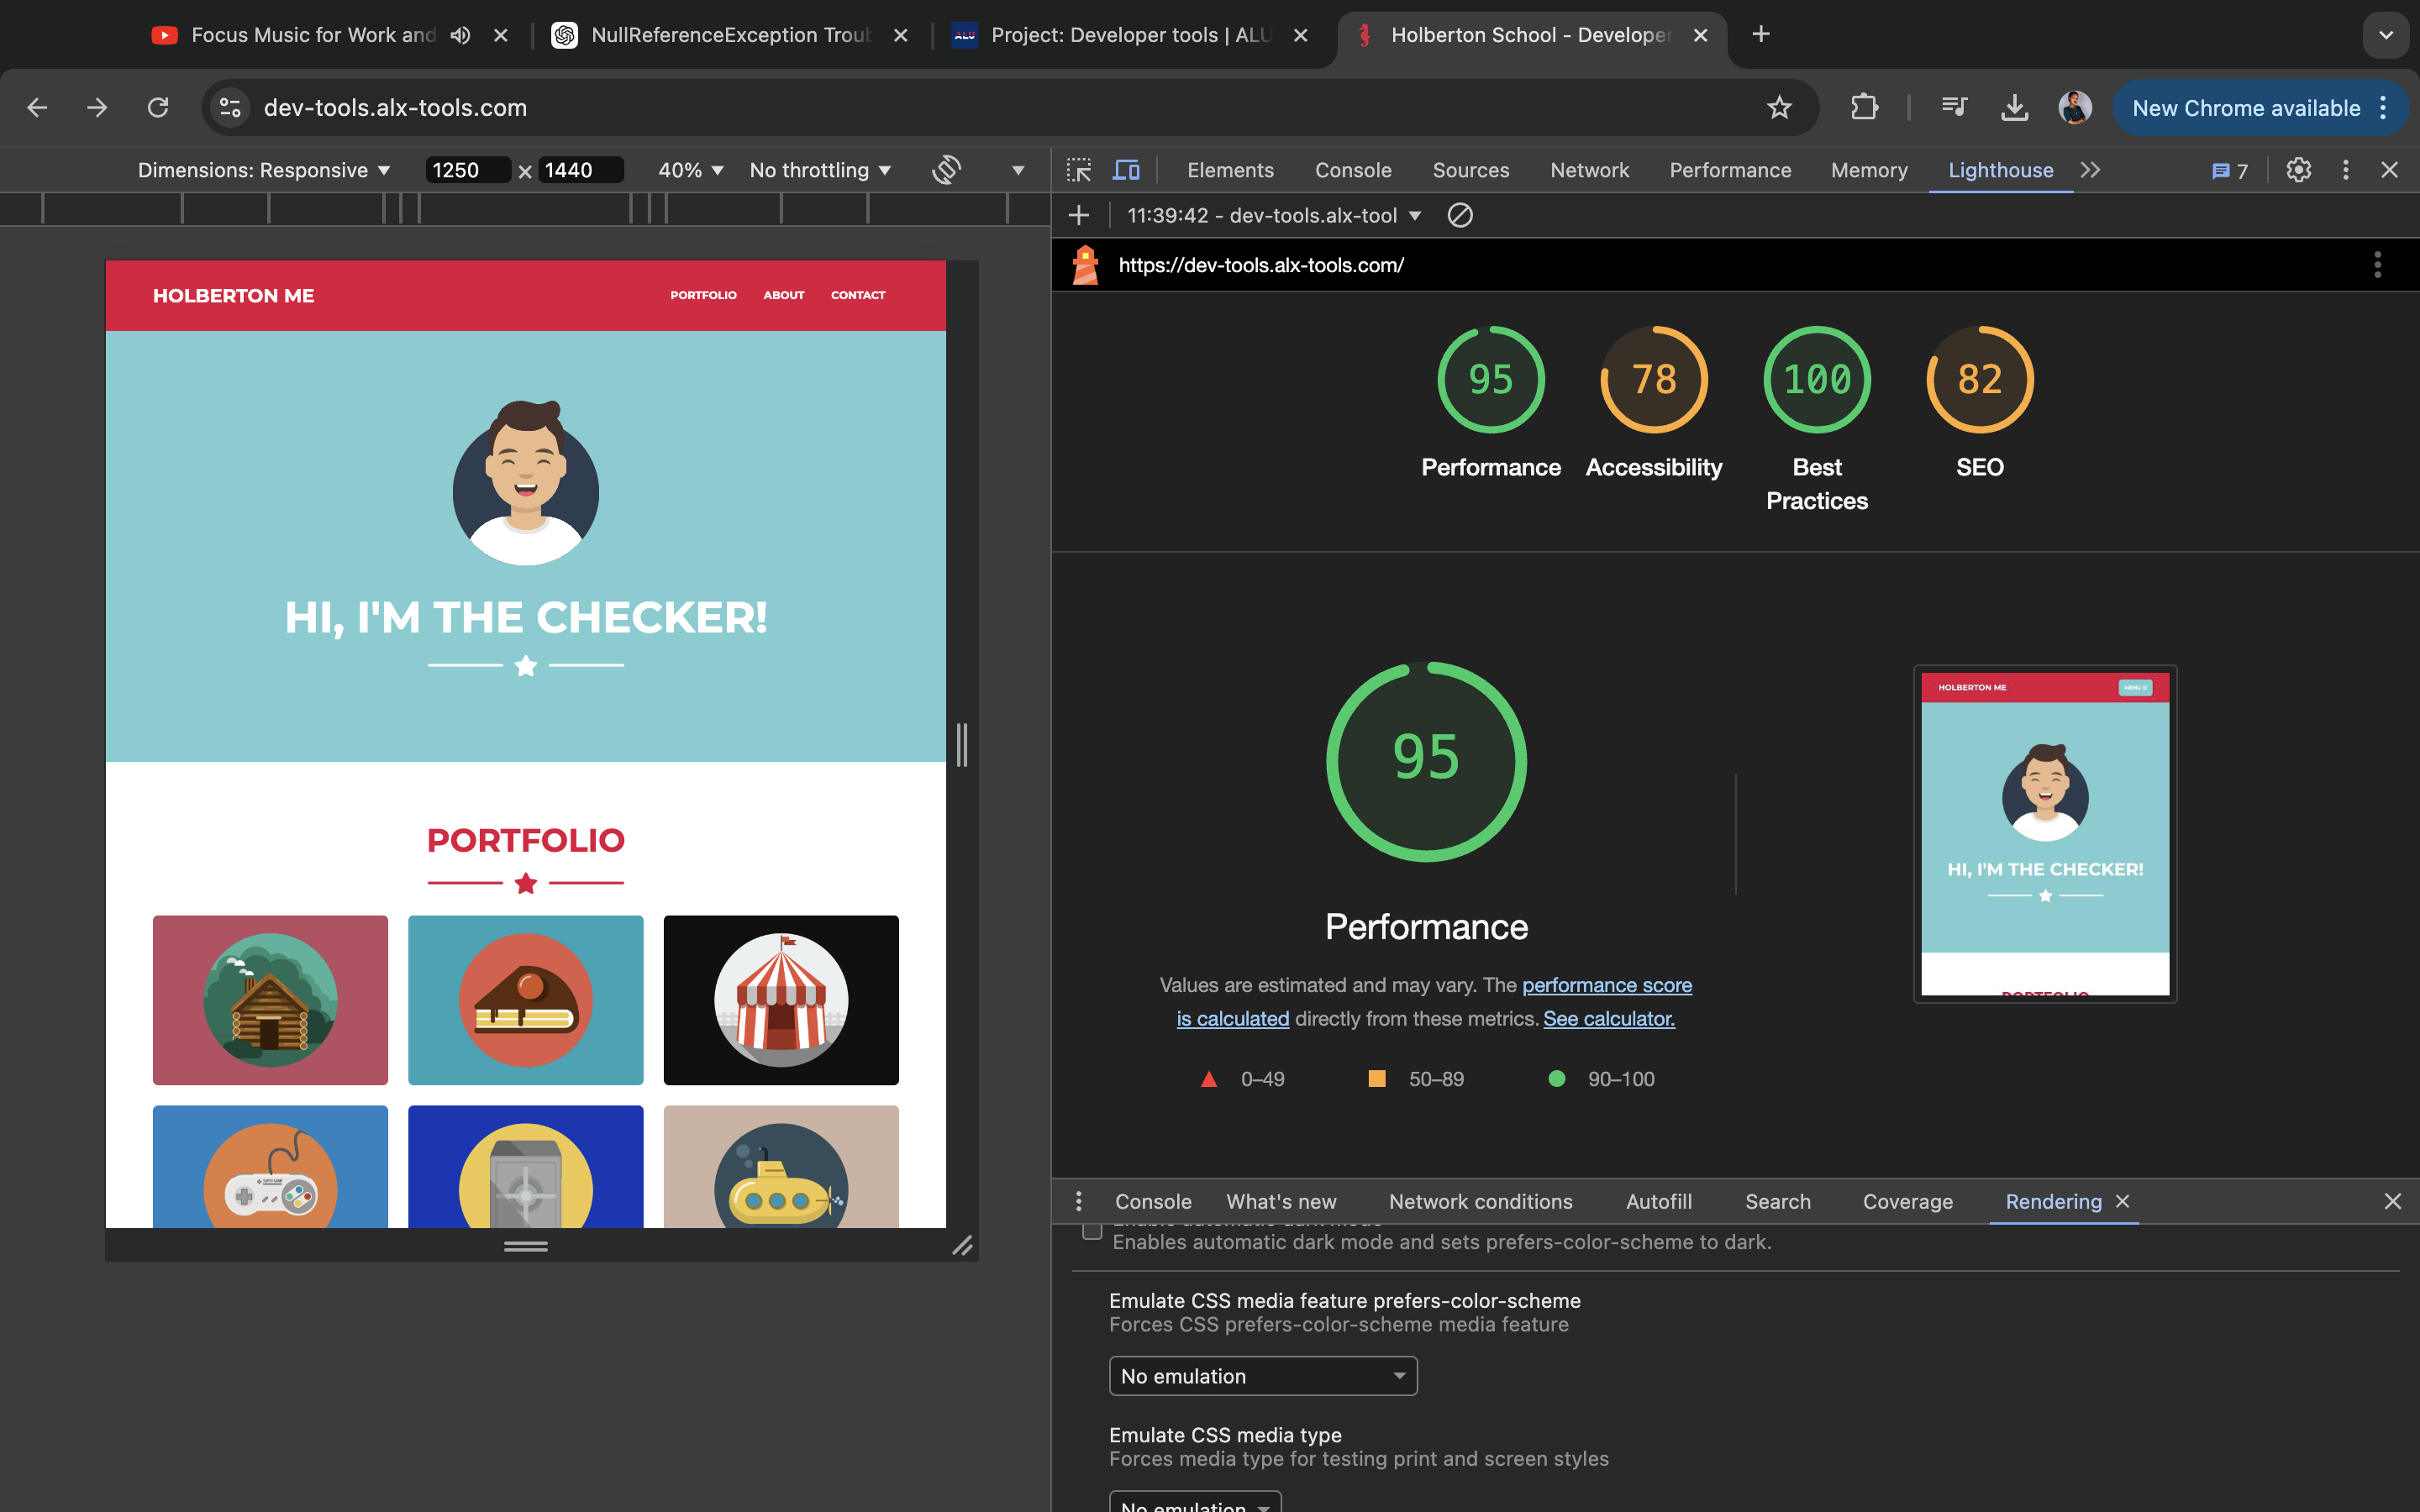 Focus Music for Work and
NullReferenceException Troub
Project: Developer tools | ALU
Holberton School - Developer
dev-tools.alx-tools.com
New Chrome available
Dimensions: Responsive
1250 × 1440
40%
No throttling
Elements
Console
Sources
Network
Performance
Memory
Lighthouse
7
11:39:42 - dev-tools.alx-tool
https://dev-tools.alx-tools.com/
HOLBERTON ME
PORTFOLIO
ABOUT
CONTACT
HI, I'M THE CHECKER!
PORTFOLIO
95
78
100
82
Performance
Accessibility
Best
Practices
SEO
95
Performance
Values are estimated and may vary. The performance score
is calculated directly from these metrics. See calculator.
0–49
50–89
90–100
HOLBERTON ME
MENU
HI, I'M THE CHECKER!
PORTFOLIO
Console
What's new
Network conditions
Autofill
Search
Coverage
Rendering
Enable automatic dark mode
Enables automatic dark mode and sets prefers-color-scheme to dark.
Emulate CSS media feature prefers-color-scheme
Forces CSS prefers-color-scheme media feature
No emulation
Emulate CSS media type
Forces media type for testing print and screen styles
No emulation